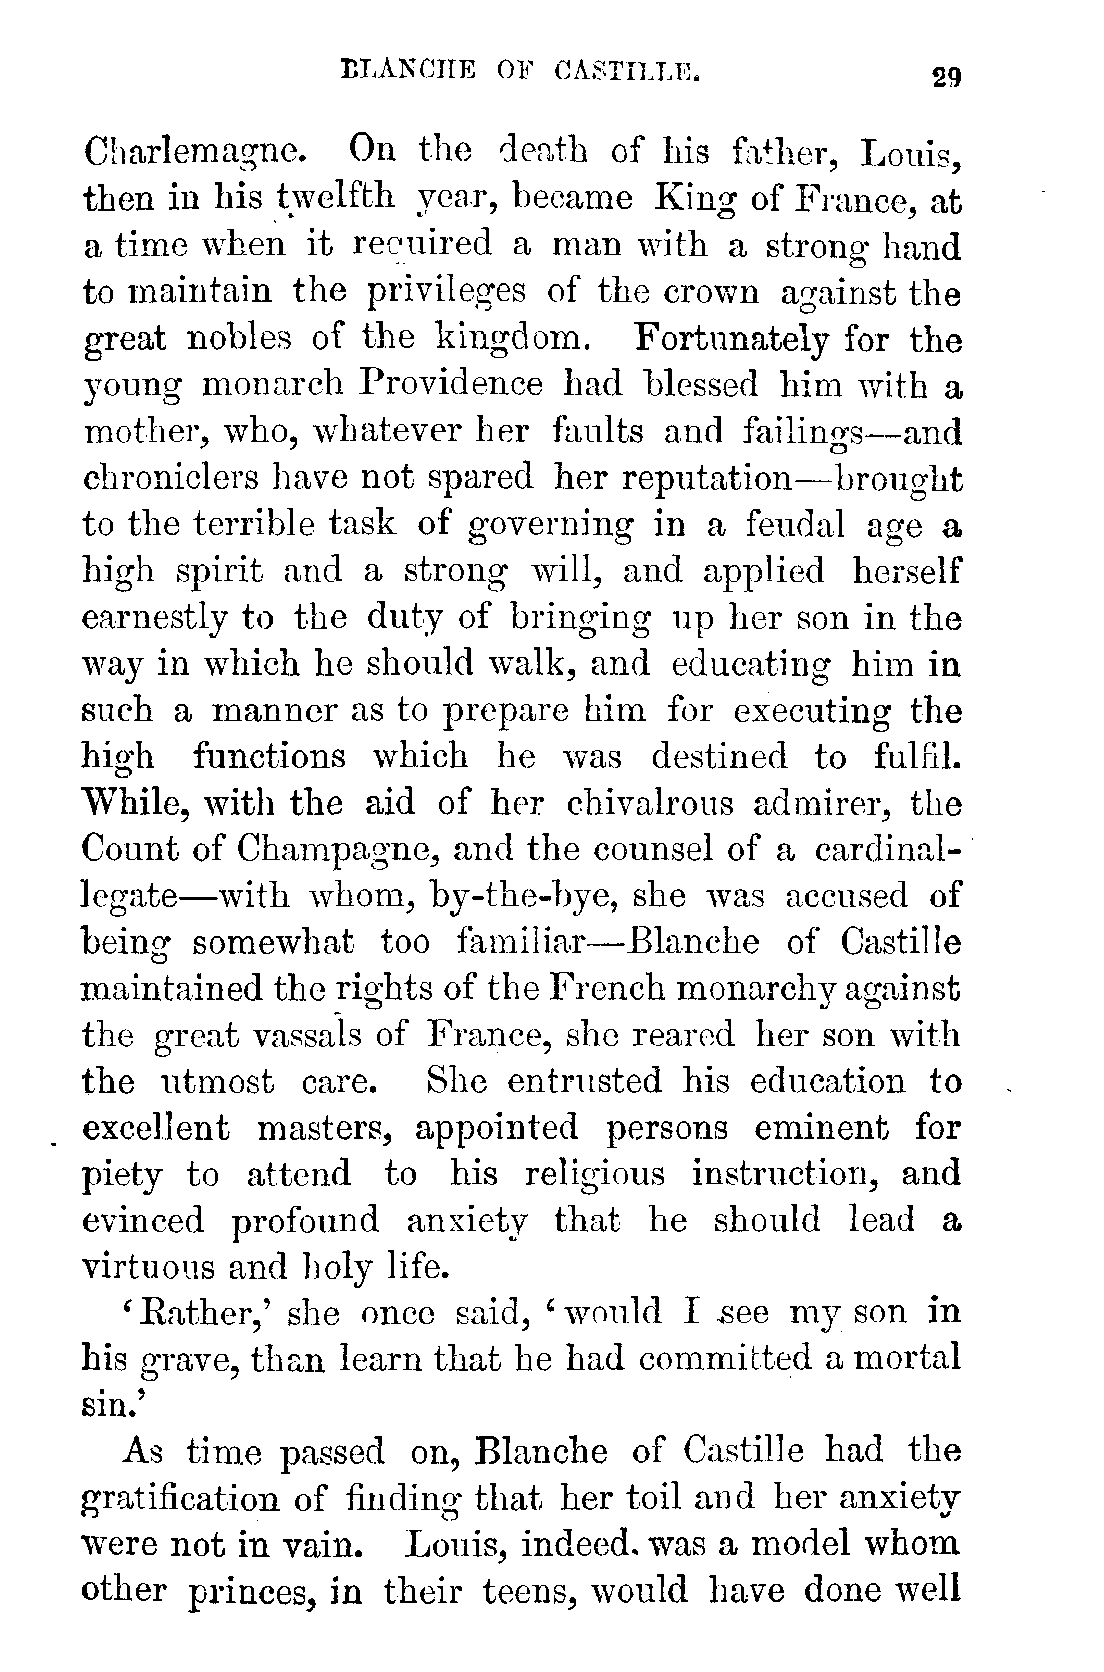 BLANCHE OF CASTILLE. 29
Charlemagne. On the death of his father, Louis,
then in his twelfth year, became King of France, at
a time when it required a man with a strong hand
to maintain the privileges of the crown against the
great nobles of the kingdom. Fortunately for the
young monarch Providence had blessed him with a
mother, who, whatever her faults and failings—and
chroniclers have not spared her reputation—brought
to the terrible task of governing in a feudal age a
high spirit and a strong will, and applied herself
earnestly to the duty of bringing up her son in the
way in which he should walk, and educating him in
such a manner as to prepare him for executing the
high functions which he was destined to fulfil.
While, with the aid of her chivalrous admirer, the
Count of Champagne, and the counsel of a cardinal-
legate—with whom, by-the-bye, she was accused of
being somewhat too familiar—Blanche of Castille
maintained the rights of the French monarchy against
the great vassals of France, she reared her son with
the utmost care. She entrusted his education to
excellent masters, appointed persons eminent for
piety to attend to his religious instruction, and
evinced profound anxiety that he should lead a
virtuous and holy life.
‘Rather,’ she once said, ‘would I see my son in
his grave, than learn that he had committed a mortal
sin.’
As time passed on, Blanche of Castille had the
gratification of finding that her toil and her anxiety
were not in vain. Louis, indeed, was a model whom
other princes, in their teens, would have done well